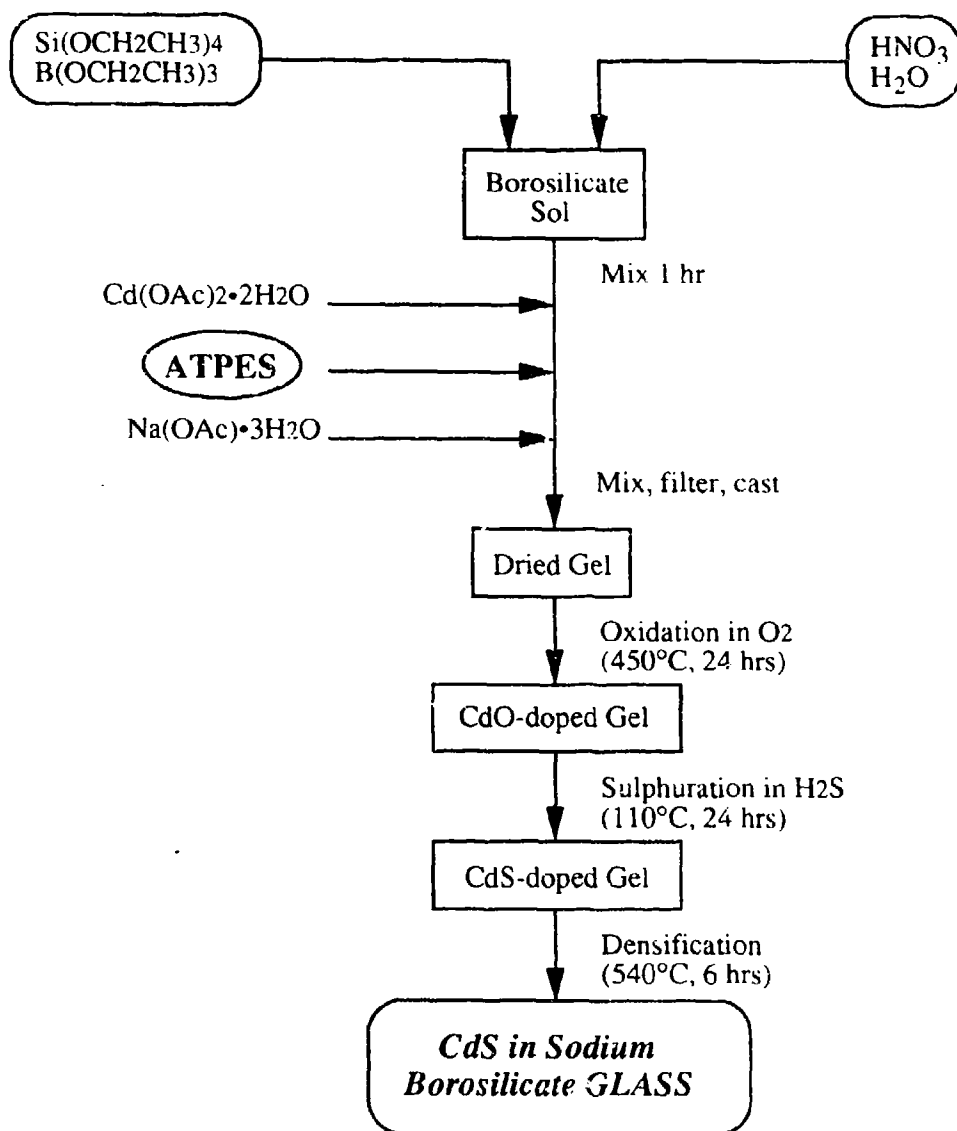 Si(OCH2CH3)4
B(OCH2CH3)3
HNO3
H2O
Borosilicate
Sol
Mix 1 hr
Cd(OAc)2•2H2O
ATPES
Na(OAc)•3H2O
Mix, filter, cast
Dried Gel
Oxidation in O2
(450°C, 24 hrs)
CdO-doped Gel
Sulphuration in H2S
(110°C, 24 hrs)
CdS-doped Gel
Densification
(540°C, 6 hrs)
CdS in Sodium
Borosilicate GLASS